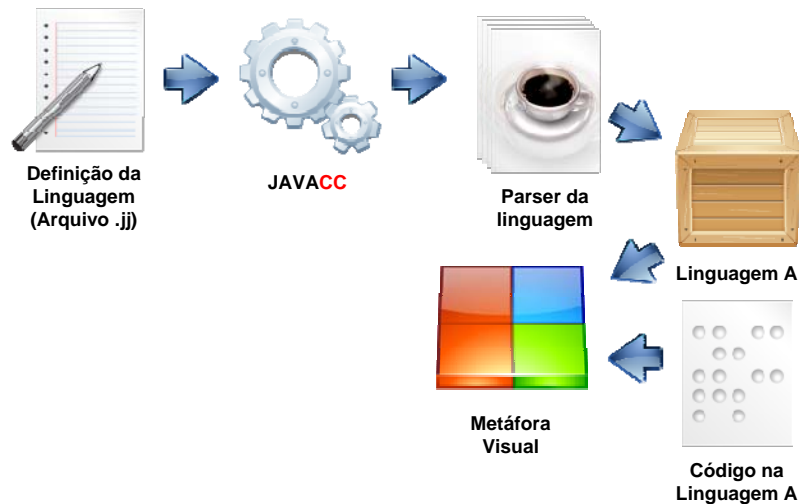 Definição da
Linguagem
(Arquivo .jj)
JAVACC
Parser da
linguagem
Linguagem A
Metáfora
Visual
Código na
Linguagem A